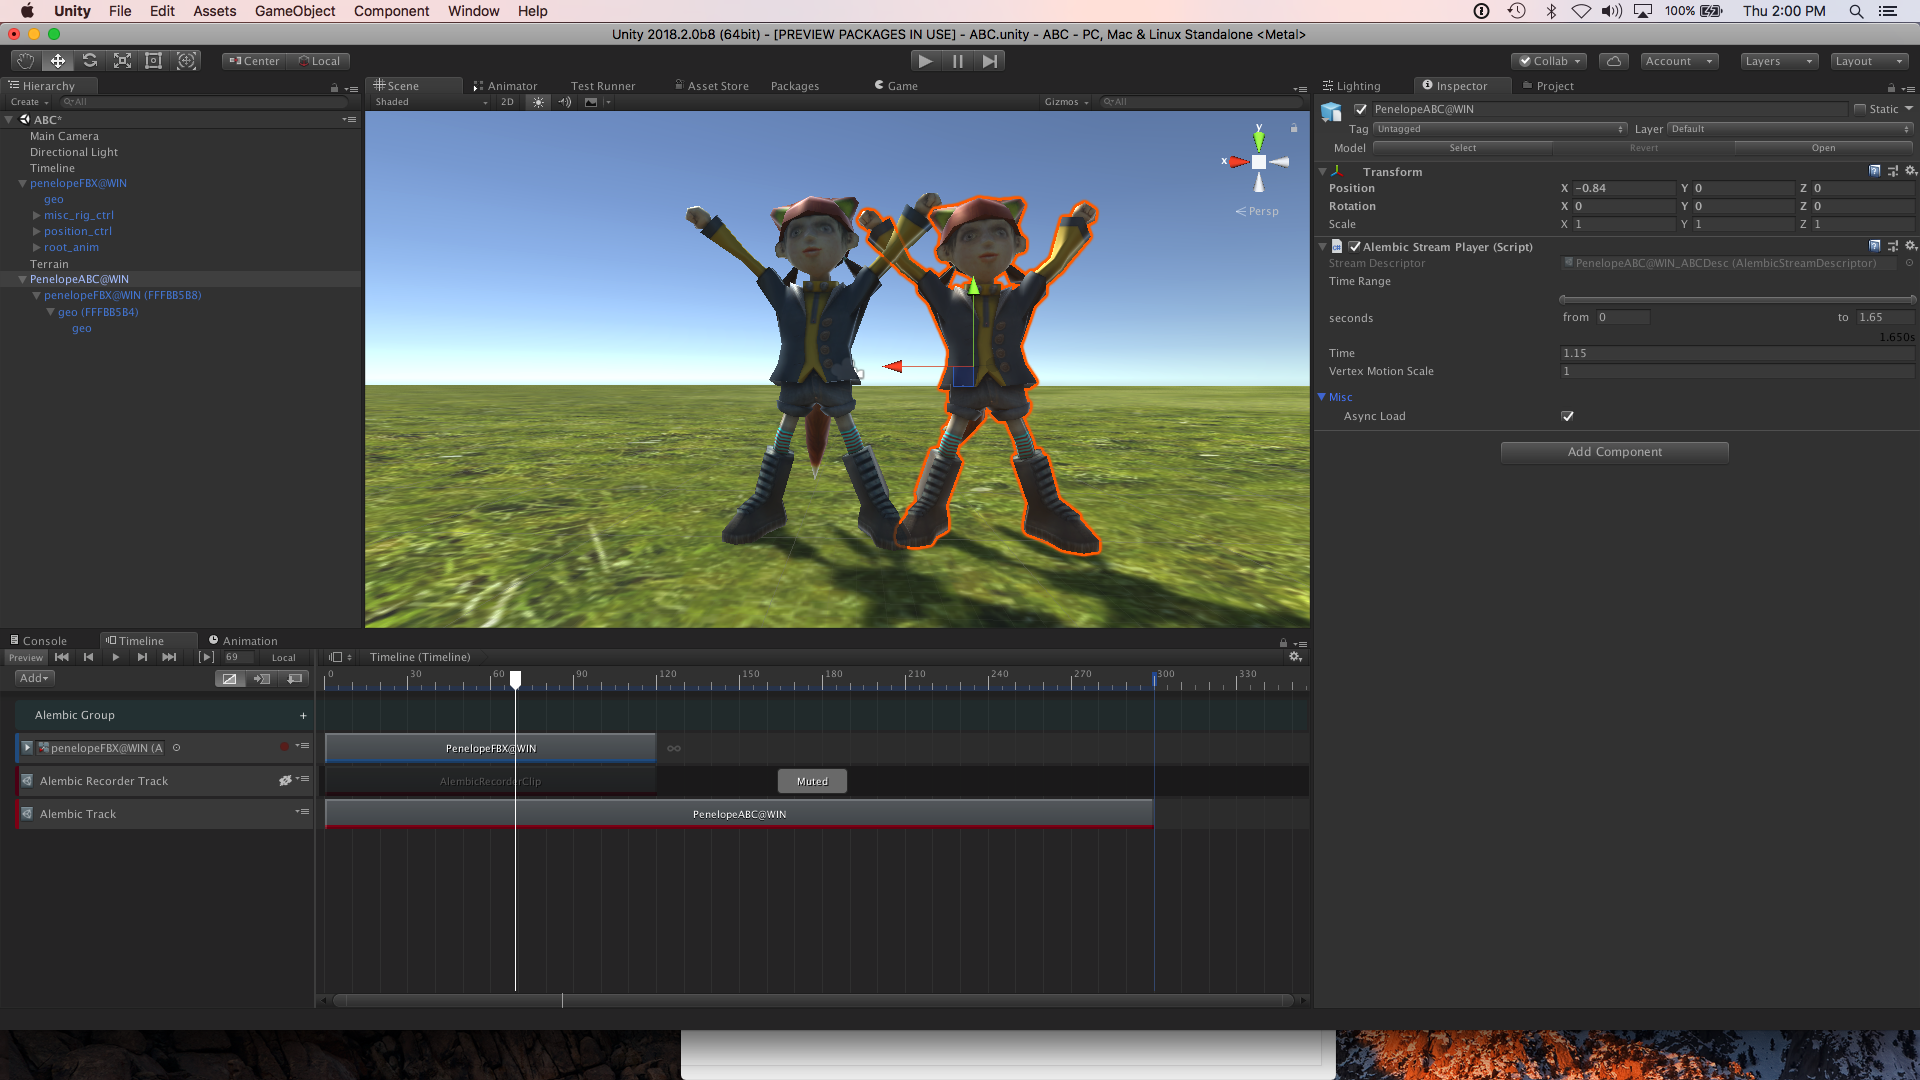 Unity File Edit Assets GameObject Component Window Help 100% Thu 2:00 PM
Unity 2018.2.0b8 (64bit) - [PREVIEW PACKAGES IN USE] - ABC.unity - ABC - PC, Mac & Linux Standalone <Metal>
Center Local Collab Account Layers Layout
Hierarchy
Create All
ABC*
Main Camera
Directional Light
Timeline
penelopeFBX@WIN
geo
misc_rig_ctrl
position_ctrl
root_anim
Terrain
PenelopeABC@WIN
penelopeFBX@WIN (FFFBB5B8)
geo (FFFBB5B4)
geo
Scene Animator Test Runner Asset Store Packages Game
Shaded 2D Gizmos All
y
x
Persp
Lighting Inspector Project
PenelopeABC@WIN Static
Tag Untagged Layer Default
Model Select Revert Open
Transform
Position X -0.84 Y 0 Z 0
Rotation X 0 Y 0 Z 0
Scale X 1 Y 1 Z 1
Alembic Stream Player (Script)
Stream Descriptor PenelopeABC@WIN_ABCDesc (AlembicStreamDescriptor)
Time Range
seconds from 0 to 1.65
1.650s
Time 1.15
Vertex Motion Scale 1
Misc
Async Load
Add Component
Console Timeline Animation
Preview 69 Local Timeline (Timeline)
Add
0 30 60 90 120 150 180 210 240 270 300 330
Alembic Group +
penelopeFBX@WIN (A PenelopeFBX@WIN
Alembic Recorder Track AlembicRecorderClip Muted
Alembic Track PenelopeABC@WIN